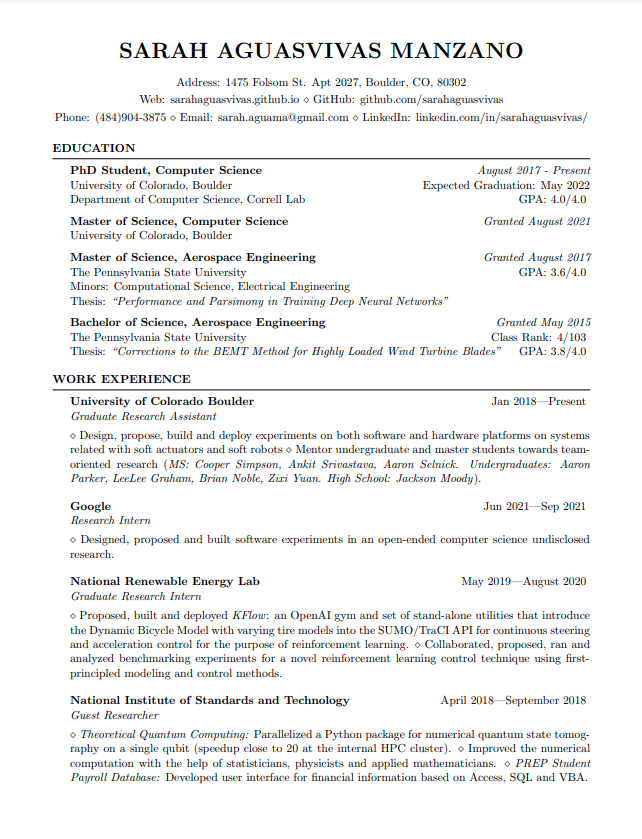 SARAH AGUASVIVAS MANZANO
Address: 1475 Folsom St. Apt 2027, Boulder, CO, 80302
Web: sarahaguasvivas.github.io ⋄ GitHub: github.com/sarahaguasvivas
Phone: (484)904-3875 ⋄ Email: sarah.aguama@gmail.com ⋄ LinkedIn: linkedin.com/in/sarahaguasvivas/
EDUCATION
PhD Student, Computer Science August 2017 - Present
University of Colorado, Boulder Expected Graduation: May 2022
Department of Computer Science, Correll Lab GPA: 4.0/4.0
Master of Science, Computer Science Granted August 2021
University of Colorado, Boulder
Master of Science, Aerospace Engineering Granted August 2017
The Pennsylvania State University GPA: 3.6/4.0
Minors: Computational Science, Electrical Engineering
Thesis: “Performance and Parsimony in Training Deep Neural Networks”
Bachelor of Science, Aerospace Engineering Granted May 2015
The Pennsylvania State University Class Rank: 4/103
Thesis: “Corrections to the BEMT Method for Highly Loaded Wind Turbine Blades” GPA: 3.8/4.0
WORK EXPERIENCE
University of Colorado Boulder Jan 2018—Present
Graduate Research Assistant
⋄ Design, propose, build and deploy experiments on both software and hardware platforms on systems
related with soft actuators and soft robots ⋄ Mentor undergraduate and master students towards team-
oriented research (MS: Cooper Simpson, Ankit Srivastava, Aaron Selnick. Undergraduates: Aaron
Parker, LeeLee Graham, Brian Noble, Zixi Yuan. High School: Jackson Moody).
Google Jun 2021—Sep 2021
Research Intern
⋄ Designed, proposed and built software experiments in an open-ended computer science undisclosed
research.
National Renewable Energy Lab May 2019—August 2020
Graduate Research Intern
⋄ Proposed, built and deployed KFlow: an OpenAI gym and set of stand-alone utilities that introduce
the Dynamic Bicycle Model with varying tire models into the SUMO/TraCI API for continuous steering
and acceleration control for the purpose of reinforcement learning. ⋄ Collaborated, proposed, ran and
analyzed benchmarking experiments for a novel reinforcement learning control technique using first-
principled modeling and control methods.
National Institute of Standards and Technology April 2018—September 2018
Guest Researcher
⋄ Theoretical Quantum Computing: Parallelized a Python package for numerical quantum state tomog-
raphy on a single qubit (speedup close to 20 at the internal HPC cluster). ⋄ Improved the numerical
computation with the help of statisticians, physicists and applied mathematicians. ⋄ PREP Student
Payroll Database: Developed user interface for financial information based on Access, SQL and VBA.